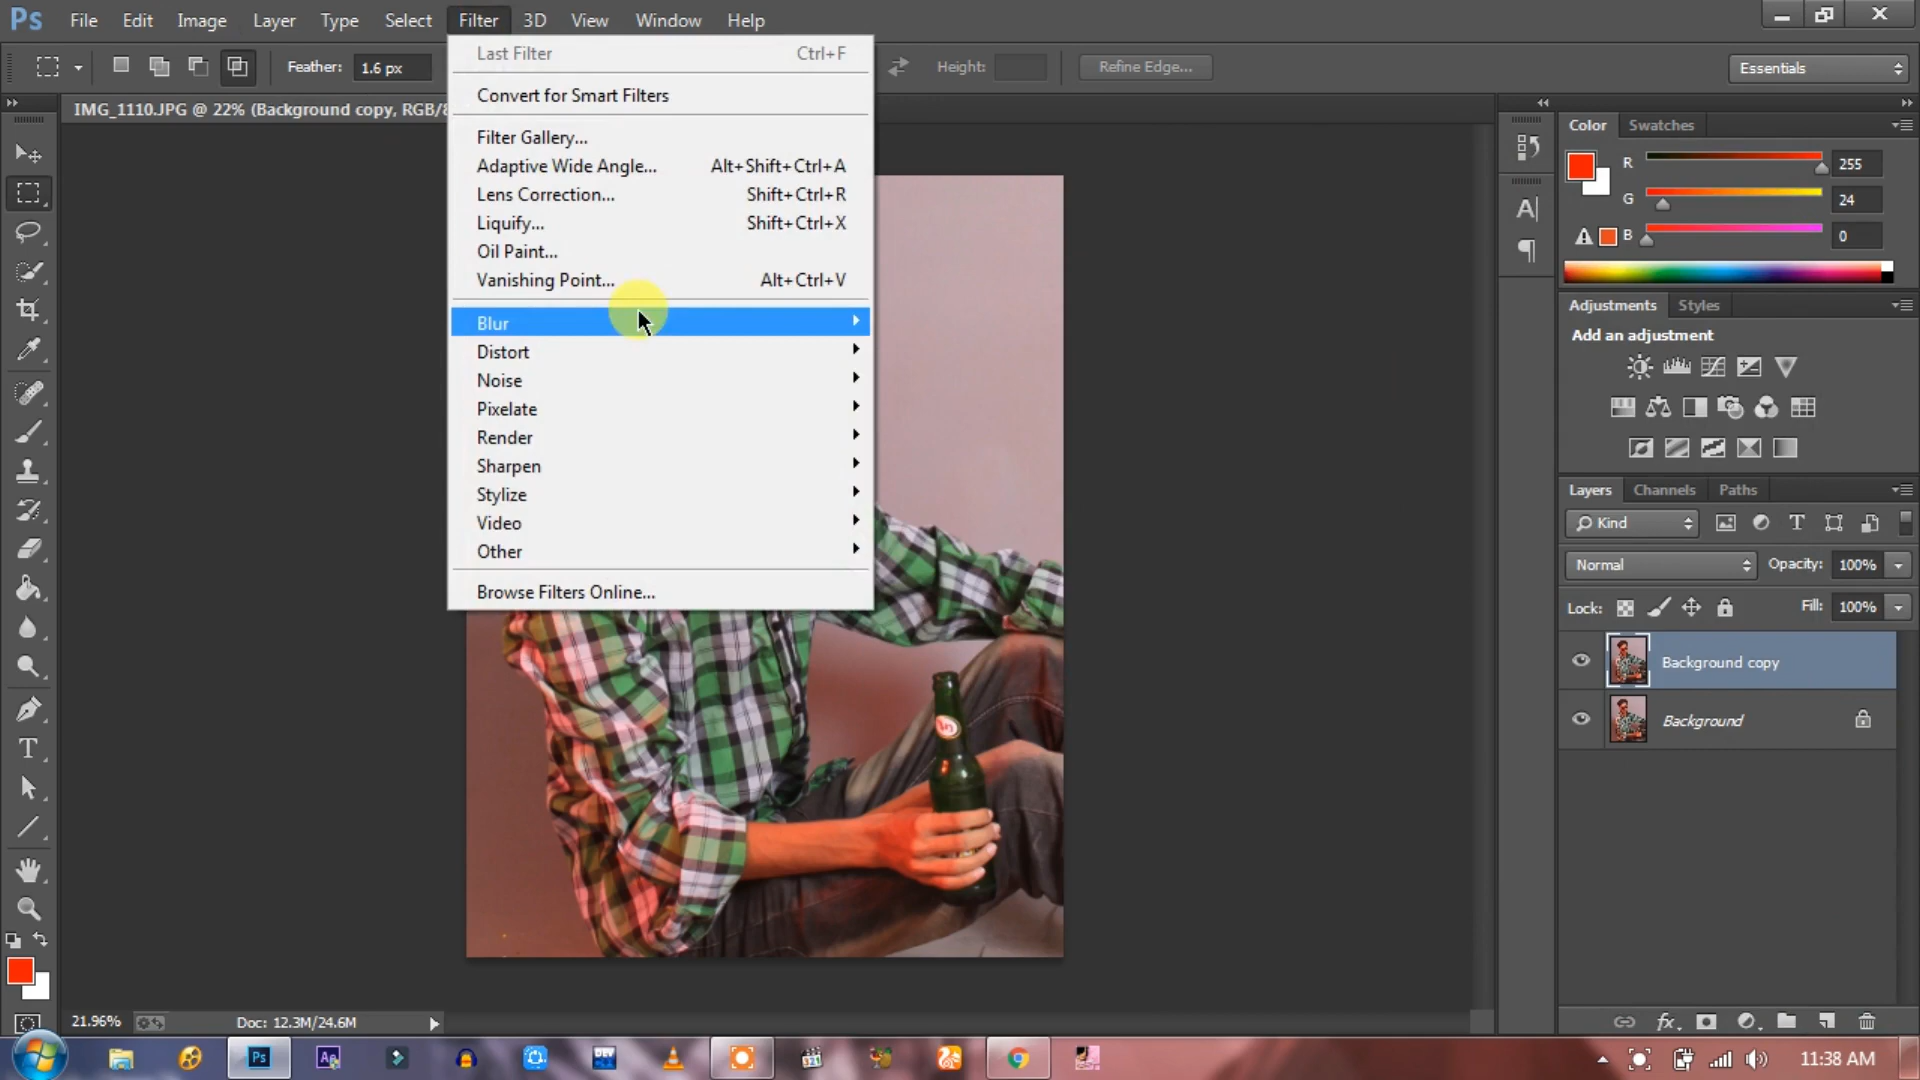 Ps File Edit Image Layer Type Select Filter 3D View Window Help
Feather: 1.6 px Height: Refine Edge... Essentials
IMG_1110.JPG @ 22% (Background copy, RGB/8
Last Filter Ctrl+F
Convert for Smart Filters
Filter Gallery...
Adaptive Wide Angle... Alt+Shift+Ctrl+A
Lens Correction... Shift+Ctrl+R
Liquify... Shift+Ctrl+X
Oil Paint...
Vanishing Point... Alt+Ctrl+V
Blur
Distort
Noise
Pixelate
Render
Sharpen
Stylize
Video
Other
Browse Filters Online...
Color Swatches
R 255
G 24
B 0
Adjustments Styles
Add an adjustment
Layers Channels Paths
Kind
Normal Opacity: 100%
Lock: Fill: 100%
Background copy
Background
21.96% Doc: 12.3M/24.6M
Ps Ae DEV 11:38 AM